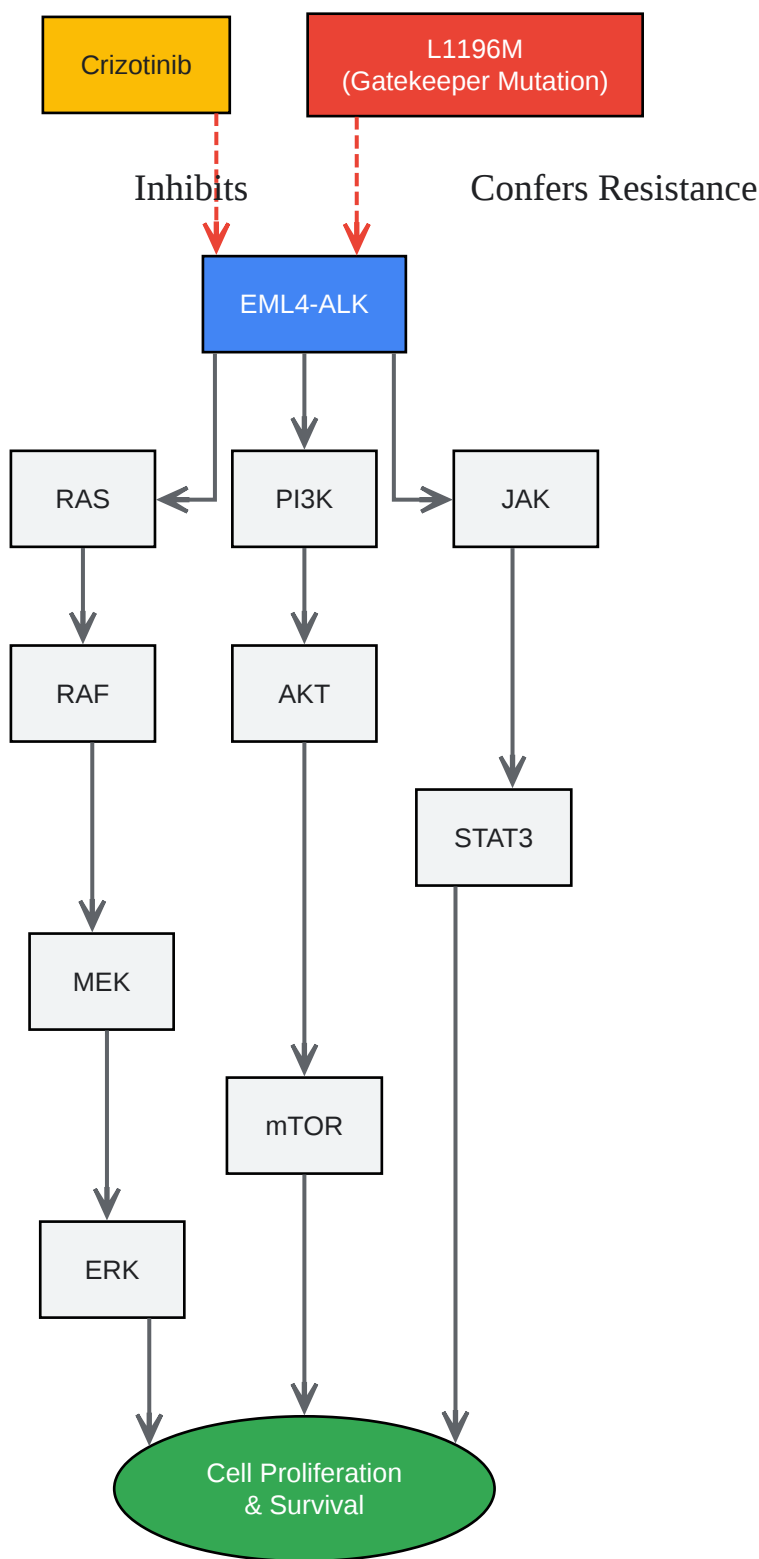 Crizotinib
L1196M
(Gatekeeper Mutation)
Inhibits
Confers Resistance
EML4-ALK
RAS
PI3K
JAK
RAF
AKT
STAT3
MEK
mTOR
ERK
Cell Proliferation
& Survival